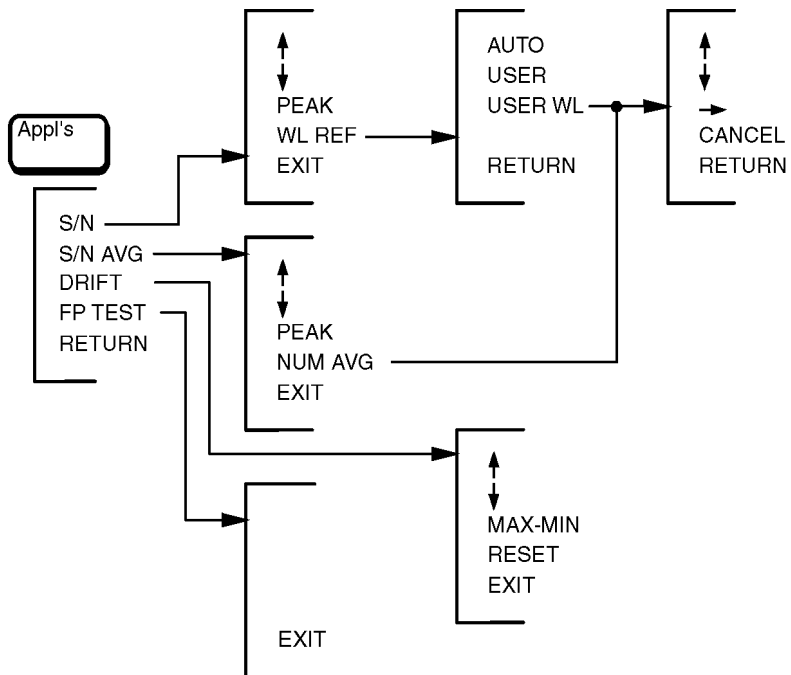 Appl's
S/N
S/N AVG
DRIFT
FP TEST
RETURN
PEAK
WL REF
EXIT
AUTO
USER
USER WL
RETURN
CANCEL
RETURN
PEAK
NUM AVG
EXIT
MAX-MIN
RESET
EXIT
EXIT